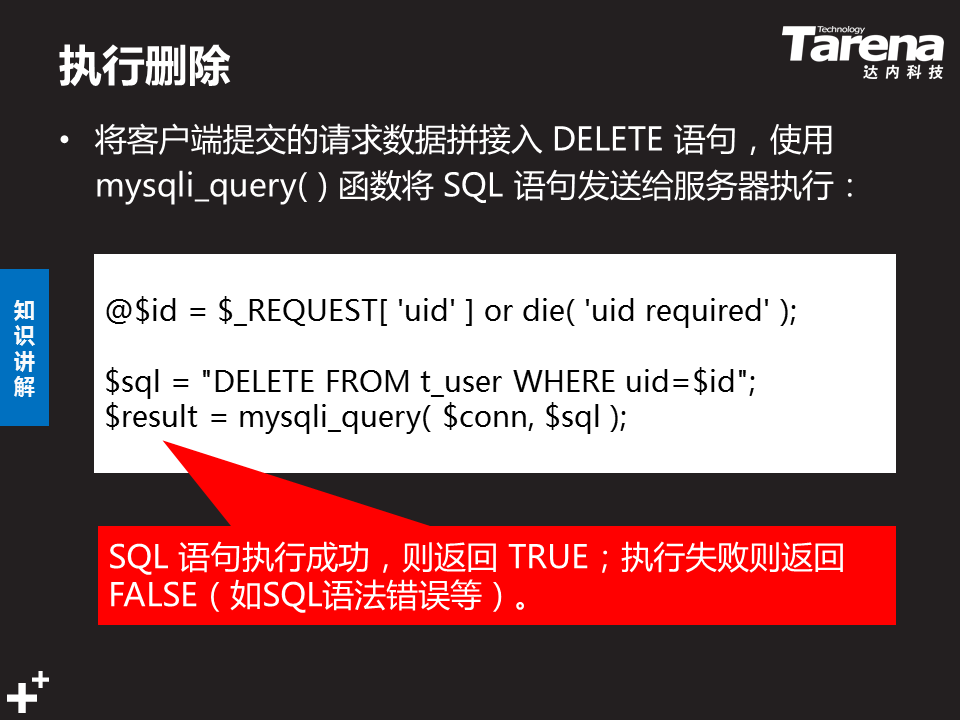 执行删除
Technology
Tarena
达内科技
• 将客户端提交的请求数据拼接入 DELETE 语句，使用
mysqli_query( ) 函数将 SQL 语句发送给服务器执行：
知识讲解
@$id = $_REQUEST[ 'uid' ] or die( 'uid required' );
$sql = "DELETE FROM t_user WHERE uid=$id";
$result = mysqli_query( $conn, $sql );
SQL 语句执行成功，则返回 TRUE；执行失败则返回
FALSE（如SQL语法错误等）。